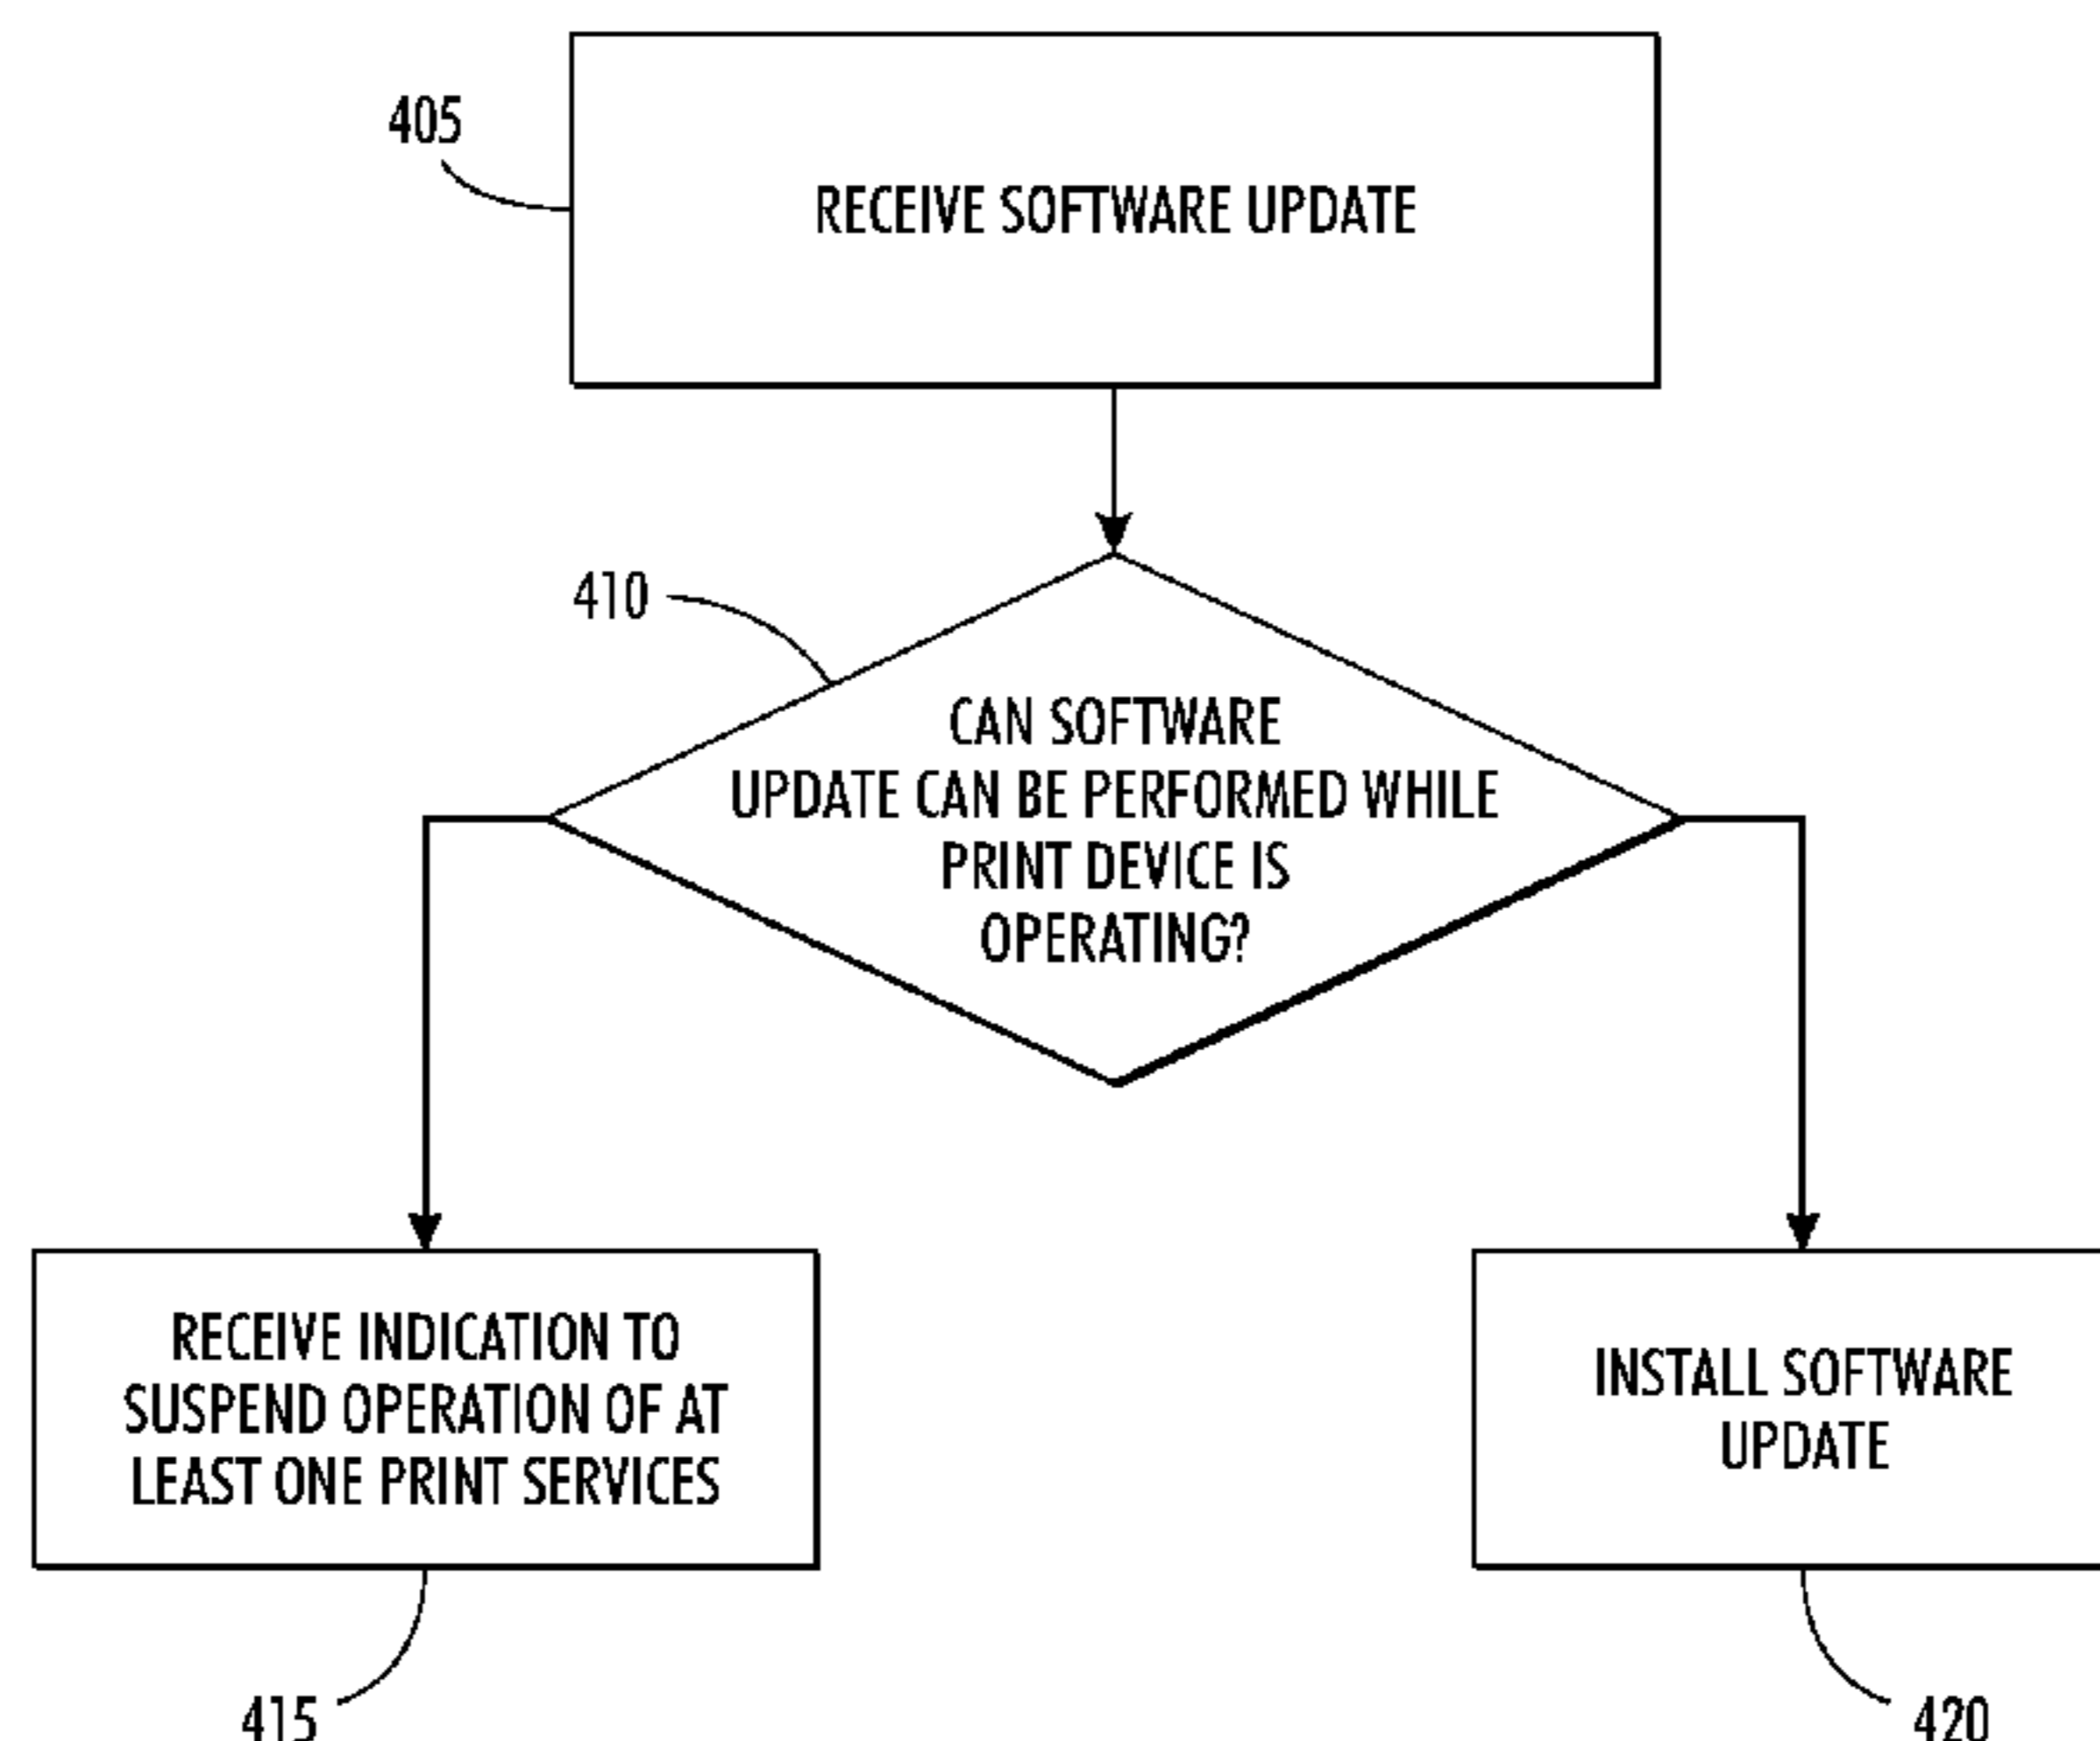 405
RECEIVE SOFTWARE UPDATE
410
CAN SOFTWARE
UPDATE CAN BE PERFORMED WHILE
PRINT DEVICE IS
OPERATING?
RECEIVE INDICATION TO
SUSPEND OPERATION OF AT
LEAST ONE PRINT SERVICES
INSTALL SOFTWARE
UPDATE
415
420